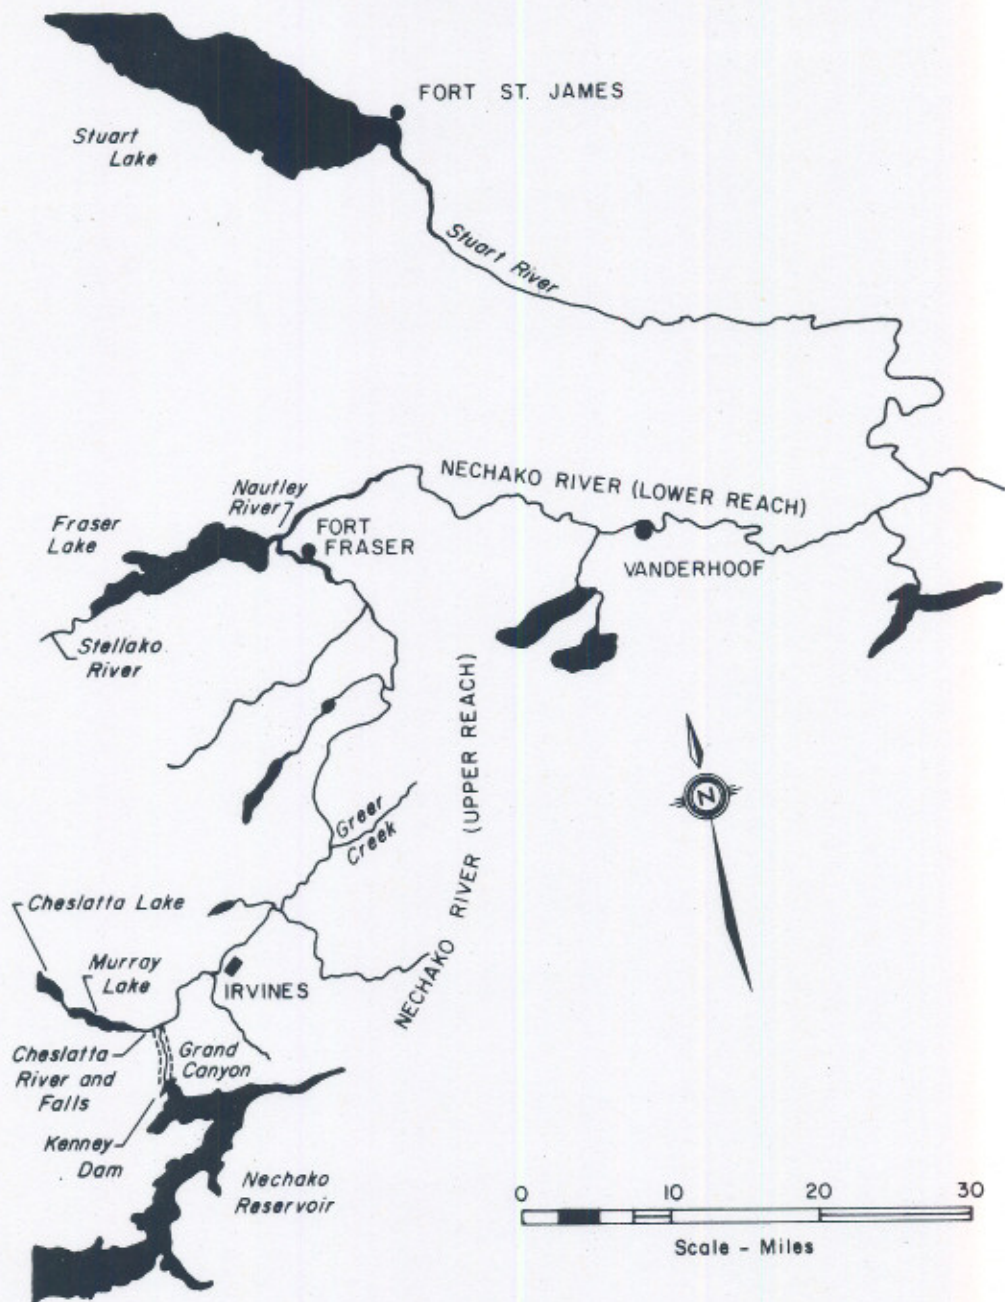 FORT ST. JAMES
Stuart
Lake
Stuart River
NECHAKO RIVER (LOWER REACH)
Nautley
River
Fraser
Lake
FORT
FRASER
VANDERHOOF
Stellako
River
NECHAKO RIVER (UPPER REACH)
N
Greer
Creek
Cheslatta Lake
Murray
Lake
IRVINES
Cheslatta
River and
Falls
Grand
Canyon
Kenney
Dam
Nechako
Reservoir
0 10 20 30
Scale - Miles